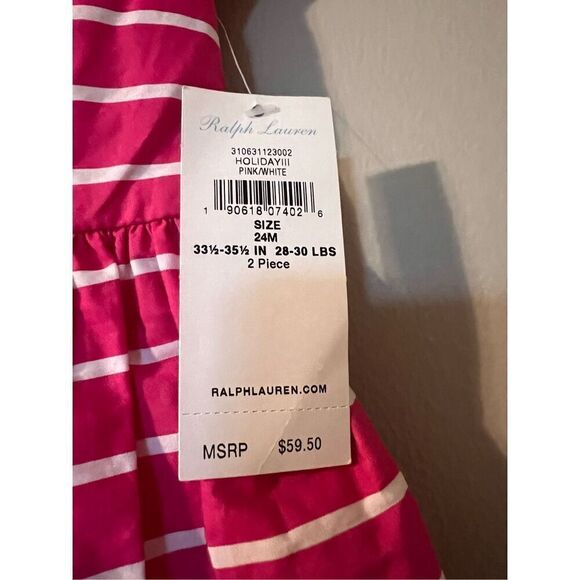 Ralph Lauren
310631123002
HOLIDAYIII
PINK/WHITE
1 90618 07402 6
SIZE
24M
33½-35½ IN 28-30 LBS
2 Piece
RALPHLAUREN.COM
MSRP $59.50